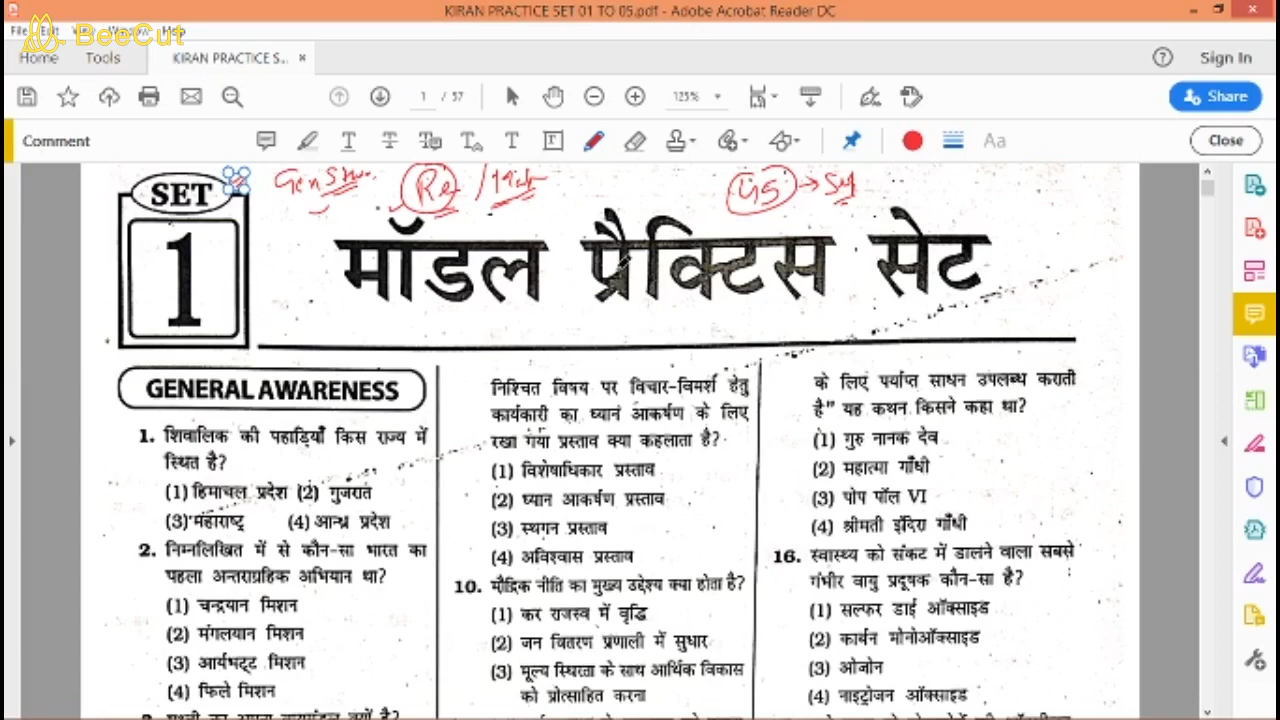 KIRAN PRACTICE SET 01 TO 05.pdf - Adobe Acrobat Reader DC
File Edit View Window Help
BeeCut
Home Tools KIRAN PRACTICE S... × Sign In
1 / 37 125% Share
Comment Aa Close
SET
1
मॉडल प्रैक्टिस सेट
GENERAL AWARENESS
1. शिवालिक की पहाड़ियाँ किस राज्य में
स्थित है?
(1) हिमाचल प्रदेश (2) गुजरात
(3) महाराष्ट्र (4) आन्ध्र प्रदेश
2. निम्नलिखित में से कौन-सा भारत का
पहला अन्तराग्रहिक अभियान था?
(1) चन्द्रयान मिशन
(2) मंगलयान मिशन
(3) आर्यभट्ट मिशन
(4) फिले मिशन
निश्चित विषय पर विचार-विमर्श हेतु
कार्यकारी का ध्यान आकर्षण के लिए
रखा गया प्रस्ताव क्या कहलाता है?
(1) विशेषाधिकार प्रस्ताव
(2) ध्यान आकर्षण प्रस्ताव
(3) स्थगन प्रस्ताव
(4) अविश्वास प्रस्ताव
10. मौद्रिक नीति का मुख्य उद्देश्य क्या होता है?
(1) कर राजस्व में वृद्धि
(2) जन वितरण प्रणाली में सुधार
(3) मूल्य स्थिरता के साथ आर्थिक विकास
को प्रोत्साहित करना
के लिए पर्याप्त साधन उपलब्ध कराती
है" यह कथन किसने कहा था?
(1) गुरु नानक देव
(2) महात्मा गाँधी
(3) पोप पॉल VI
(4) श्रीमती इंदिरा गाँधी
16. स्वास्थ्य को संकट में डालने वाला सबसे
गंभीर वायु प्रदूषक कौन-सा है?
(1) सल्फर डाई ऑक्साइड
(2) कार्बन मोनोऑक्साइड
(3) ओजोन
(4) नाइट्रोजन ऑक्साइड